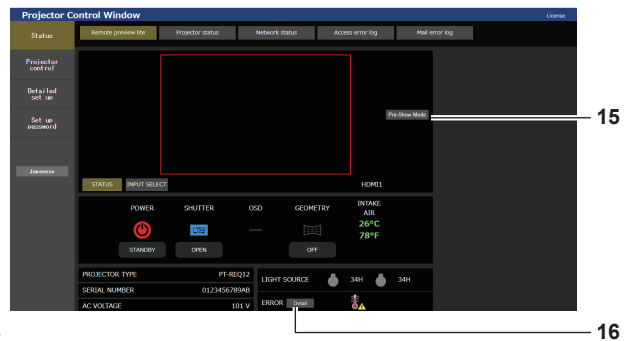 Projector Control Window
License
Status
Remote preview lite
Projector status
Network status
Access error log
Mail error log
Projector
control
Detailed
set up
Set up
password
Japanese
Pre-Show Mode
15
STATUS
INPUT SELECT
HDMI1
POWER
SHUTTER
OSD
GEOMETRY
INTAKE
AIR
26°C
78°F
STANDBY
OPEN
OFF
PROJECTOR TYPE
PT-REQ12
SERIAL NUMBER
0123456789AB
AC VOLTAGE
101 V
LIGHT SOURCE
34H
34H
ERROR
Detail
16